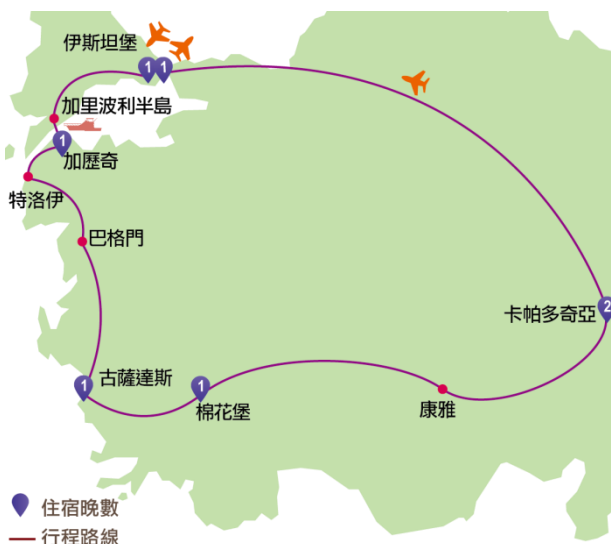 伊斯坦堡
1
1
加里波利半島
1
加歷奇
特洛伊
巴格門
卡帕多奇亞
2
1
古薩達斯
1
棉花堡
康雅
住宿晚數
行程路線